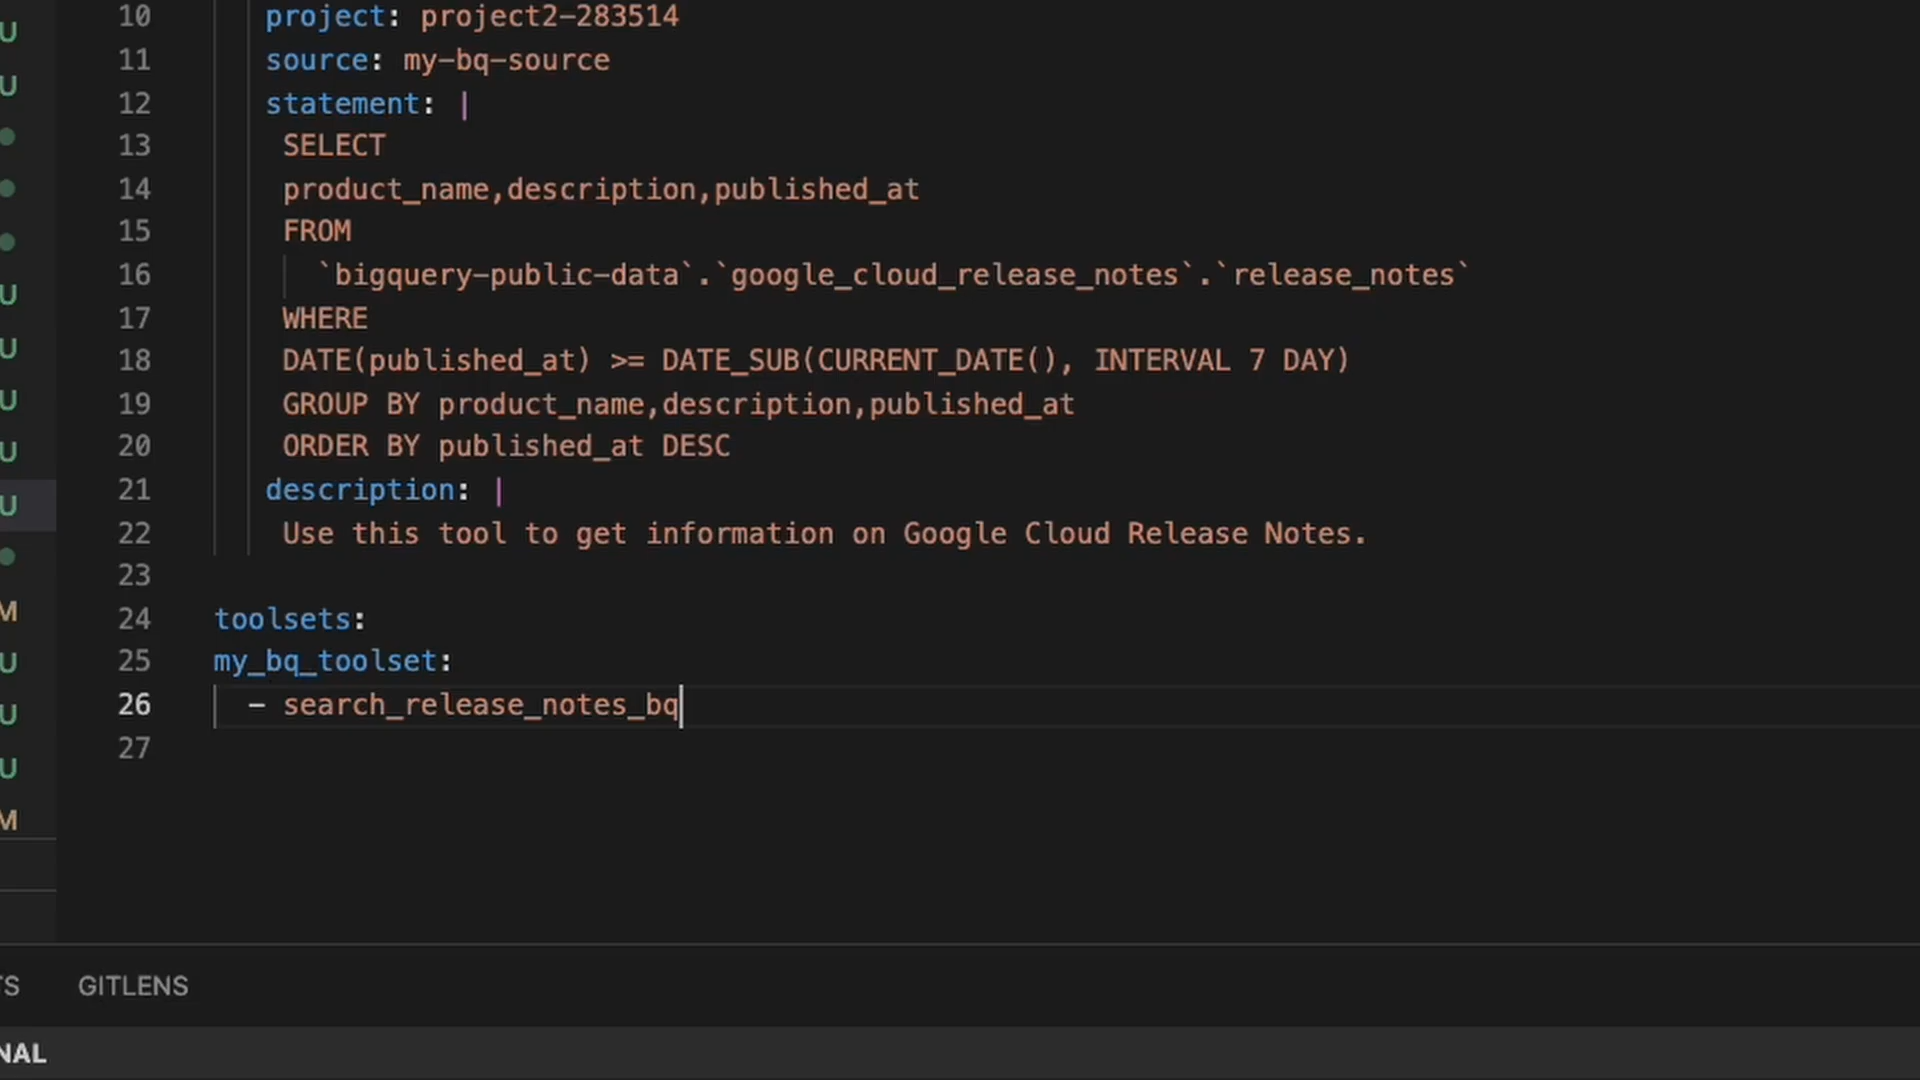 U
U
U
U
U
U
U
M
U
U
U
M
10 project: project2-283514
11 source: my-bq-source
12 statement: |
13 SELECT
14 product_name,description,published_at
15 FROM
16 `bigquery-public-data`.`google_cloud_release_notes`.`release_notes`
17 WHERE
18 DATE(published_at) >= DATE_SUB(CURRENT_DATE(), INTERVAL 7 DAY)
19 GROUP BY product_name,description,published_at
20 ORDER BY published_at DESC
21 description: |
22 Use this tool to get information on Google Cloud Release Notes.
23
24 toolsets:
25 my_bq_toolset:
26 - search_release_notes_bq
27
TS GITLENS
NAL